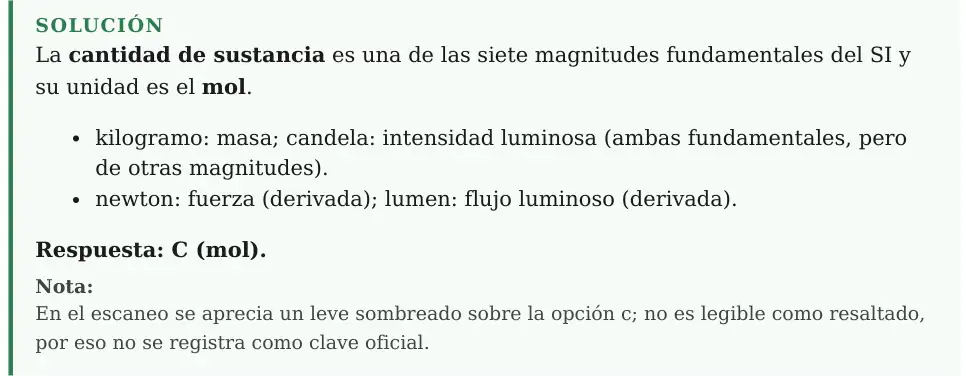 SOLUCIÓN
La cantidad de sustancia es una de las siete magnitudes fundamentales del SI y
su unidad es el mol.
• kilogramo: masa; candela: intensidad luminosa (ambas fundamentales, pero
de otras magnitudes).
• newton: fuerza (derivada); lumen: flujo luminoso (derivada).
Respuesta: C (mol).
Nota:
En el escaneo se aprecia un leve sombreado sobre la opción c; no es legible como resaltado,
por eso no se registra como clave oficial.